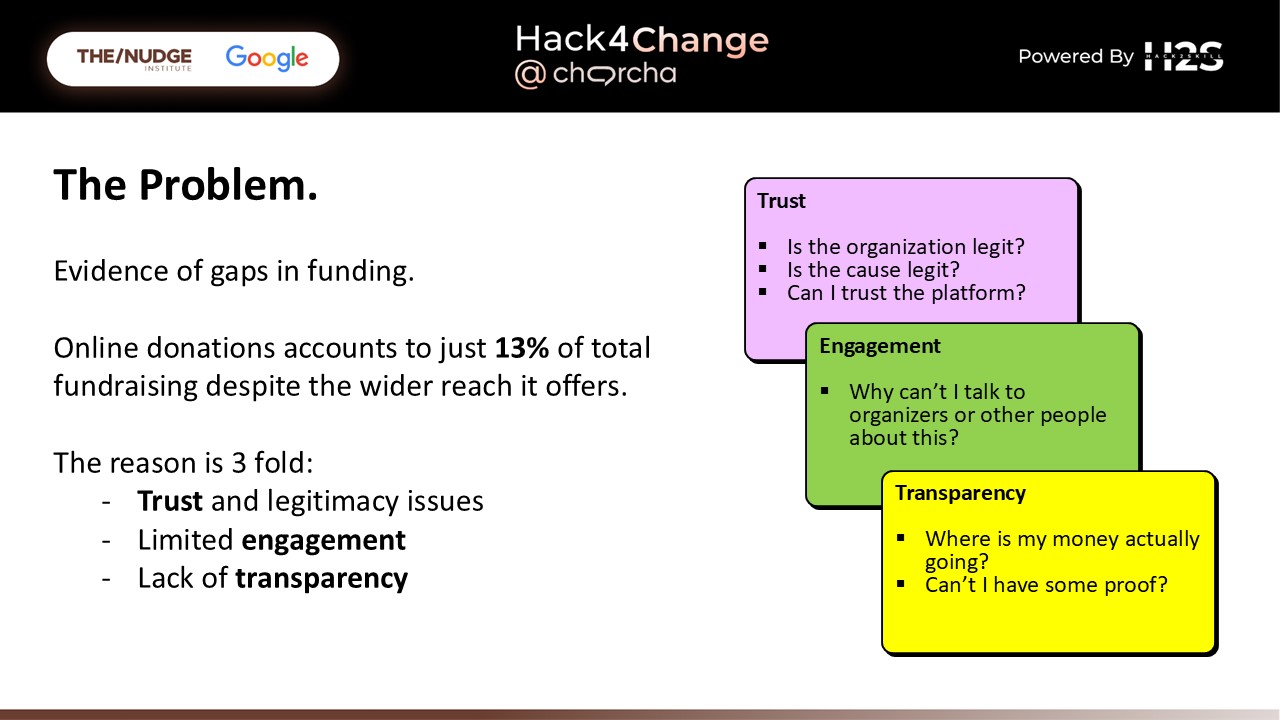 THE/NUDGE
INSTITUTE
Google
Hack4Change
@ chorcha
Powered By H2S
HACK2SKILL
The Problem.
Evidence of gaps in funding.
Online donations accounts to just 13% of total
fundraising despite the wider reach it offers.
The reason is 3 fold:
- Trust and legitimacy issues
- Limited engagement
- Lack of transparency
Trust
▪ Is the organization legit?
▪ Is the cause legit?
▪ Can I trust the platform?
Engagement
▪ Why can’t I talk to
organizers or other people
about this?
Transparency
▪ Where is my money actually
going?
▪ Can’t I have some proof?